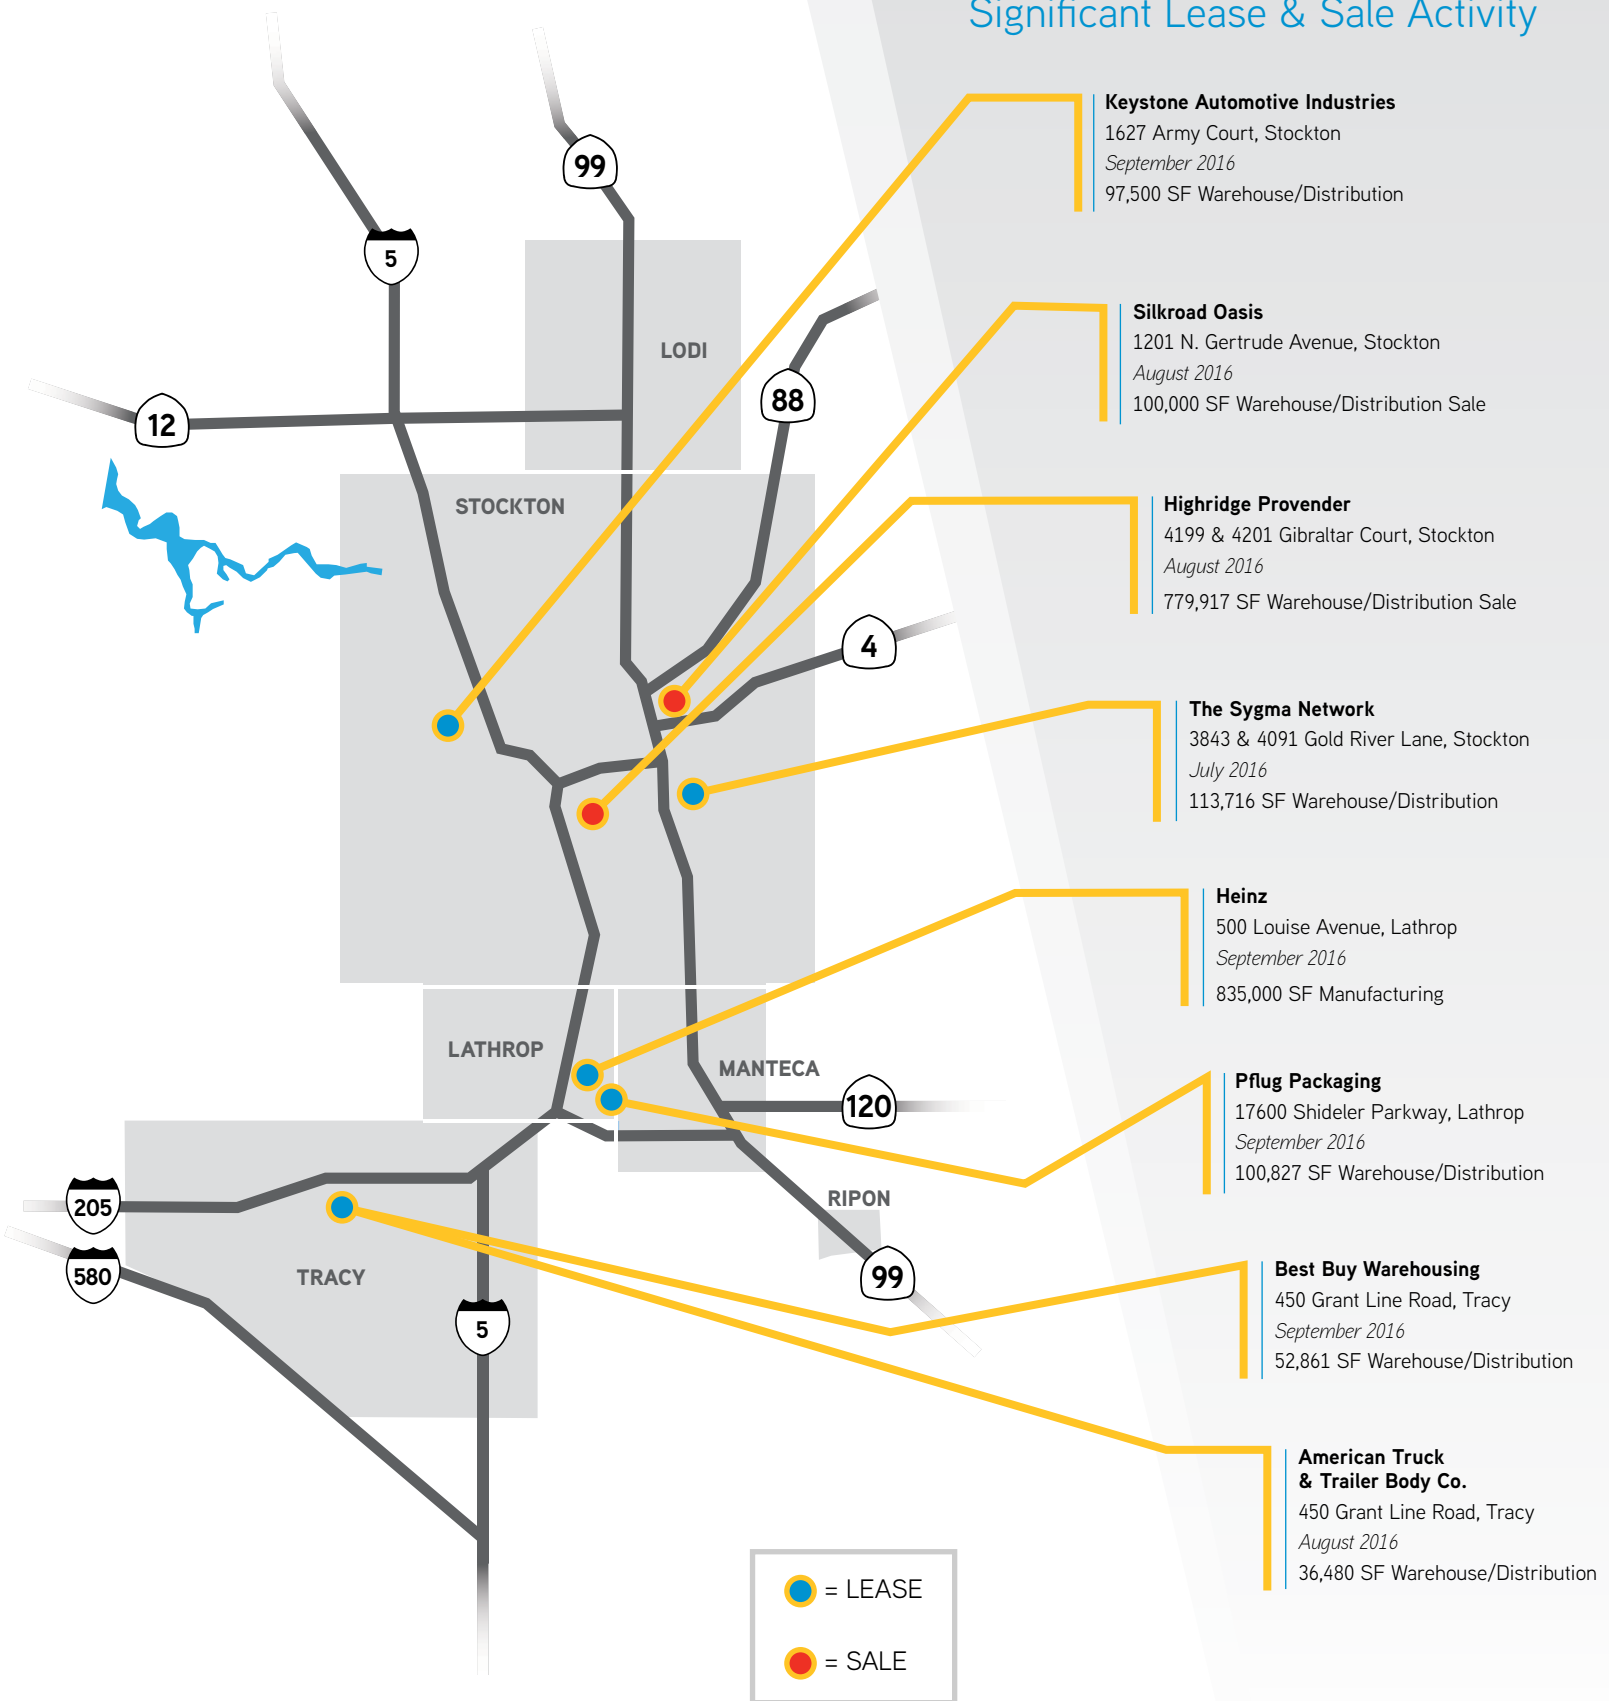 Significant Lease & Sale Activity
Keystone Automotive Industries
1627 Army Court, Stockton
September 2016
97,500 SF Warehouse/Distribution
Silkroad Oasis
1201 N. Gertrude Avenue, Stockton
August 2016
100,000 SF Warehouse/Distribution Sale
Highridge Provender
4199 & 4201 Gibraltar Court, Stockton
August 2016
779,917 SF Warehouse/Distribution Sale
The Sygma Network
3843 & 4091 Gold River Lane, Stockton
July 2016
113,716 SF Warehouse/Distribution
Heinz
500 Louise Avenue, Lathrop
September 2016
835,000 SF Manufacturing
Pflug Packaging
17600 Shideler Parkway, Lathrop
September 2016
100,827 SF Warehouse/Distribution
Best Buy Warehousing
450 Grant Line Road, Tracy
September 2016
52,861 SF Warehouse/Distribution
American Truck
& Trailer Body Co.
450 Grant Line Road, Tracy
August 2016
36,480 SF Warehouse/Distribution
99
5
LODI
88
12
STOCKTON
4
LATHROP
MANTECA
120
RIPON
205
99
580
TRACY
5
= LEASE
= SALE